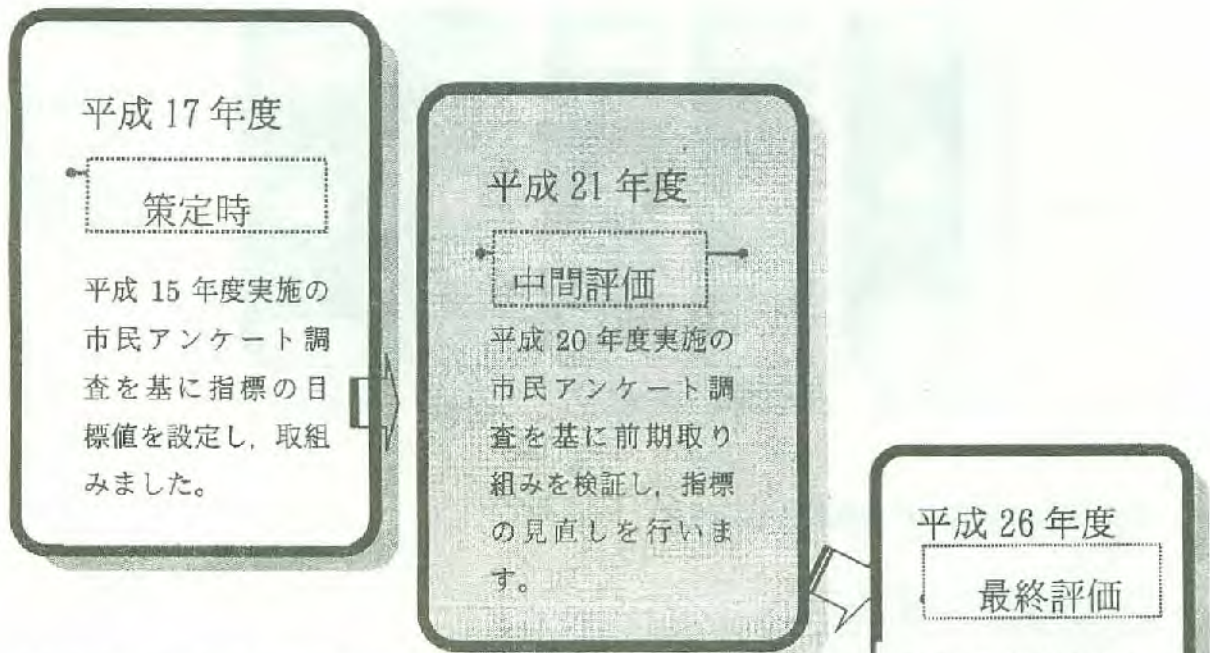 平成 17 年度
策定時
平成 15 年度実施の
市民アンケート調
査を基に指標の目
標値を設定し，取組
みました。
平成 21 年度
中間評価
平成 20 年度実施の
市民アンケート調
査を基に前期取り
組みを検証し，指標
の見直しを行いま
す。
平成 26 年度
最終評価